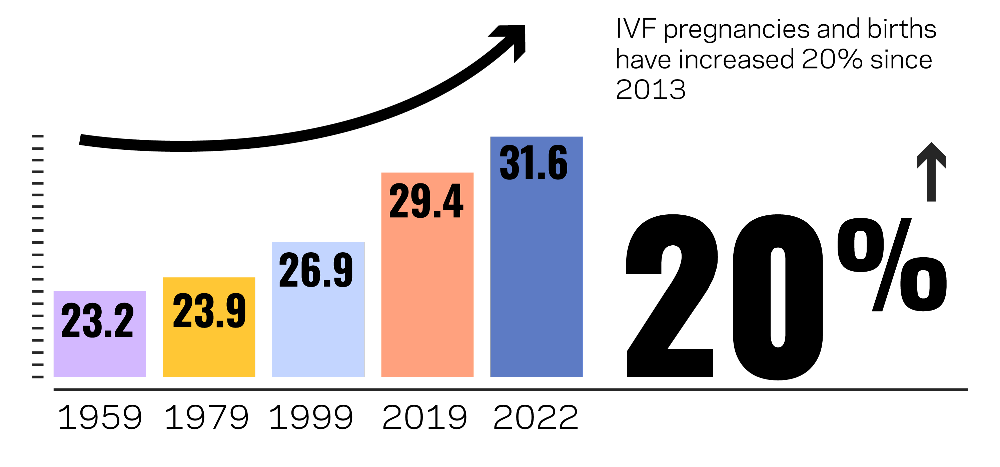 IVF pregnancies and births
have increased 20% since
2013
31.6
29.4
26.9
23.9
23.2
20%
1959 1979 1999 2019 2022